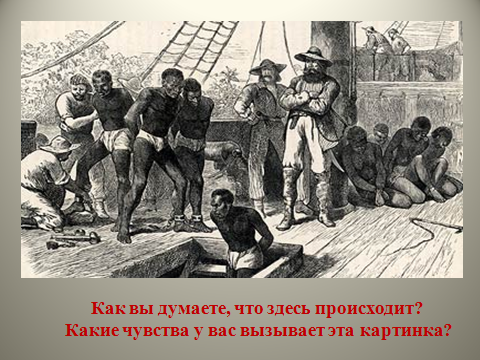 Как вы думаете, что здесь происходит?
Какие чувства у вас вызывает эта картинка?